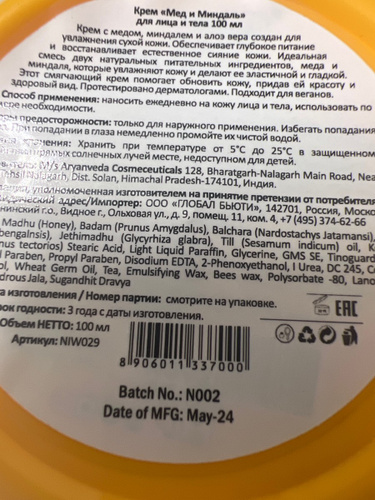 Крем «Мед и Миндаль»
для лица и тела 100 мл
Крем с медом, миндалем и алоэ вера создан для
увлажнения сухой кожи. Обеспечивает глубокое питание
и восстанавливает естественное сияние кожи. Идеальная
смесь двух натуральных питательных ингредиентов, меда и
миндаля, которые увлажняют кожу и делают ее эластичной и гладкой.
Этот смягчающий крем помогает обновить кожу, придав ей красоту и
здоровый вид. Протестировано дерматологами. Подходит для веганов.
Способ применения: наносить ежедневно на кожу лица и тела, использовать по
необходимости.
предосторожности: только для наружного применения. Избегать попадания
При попадании в глаза немедленно промойте их чистой водой.
хранения: Хранить при температуре от 5°C до 25°C в защищенном
прямых солнечных лучей месте, недоступном для детей.
M/s Aryanveda Cosmeceuticals 128, Bharatgarh-Nalagarh Main Road, Near
Nalagarh, Dist. Solan, Himachal Pradesh-174101, Индия.
уполномоченная изготовителем на принятие претензии от потребителя
адрес/Импортер: ООО «ГЛОБАЛ БЬЮТИ», 142701, Россия, Моско
нинский г.о., Видное г., Ольховая ул., д. 9, помещ. 11, ком. 4, +7 (495) 374-62-66
Madhu (Honey), Badam (Prunus Amygdalus), Balchara (Nardostachys Jatamansi),
bengalnsis), Jethimadhu (Glycyrhiza glabra), Till (Sesamum indicum) oil, K
nus tectorios) Stearic Acid, Light Liquid Paraffin, Glycerine, GMS SE, Tinoguard
l Paraben, Propyl Paraben, Disodium EDTA, 2-Phenoxyethanol, I Urea, DC 245, C
ol, Wheat Germ Oil, Tea, Emulsifying Wax, Bees wax, Polysorbate -80, Lano
drous Jala, Sugandhit Dravya
изготовления / Номер партии: смотрите на упаковке.
рок годности: 3 года с даты изготовления.
Объем НЕТТО: 100 мл
Артикул: NIW029
EAC
8 906011 337000
Batch No.: N002
Date of MFG: May-24